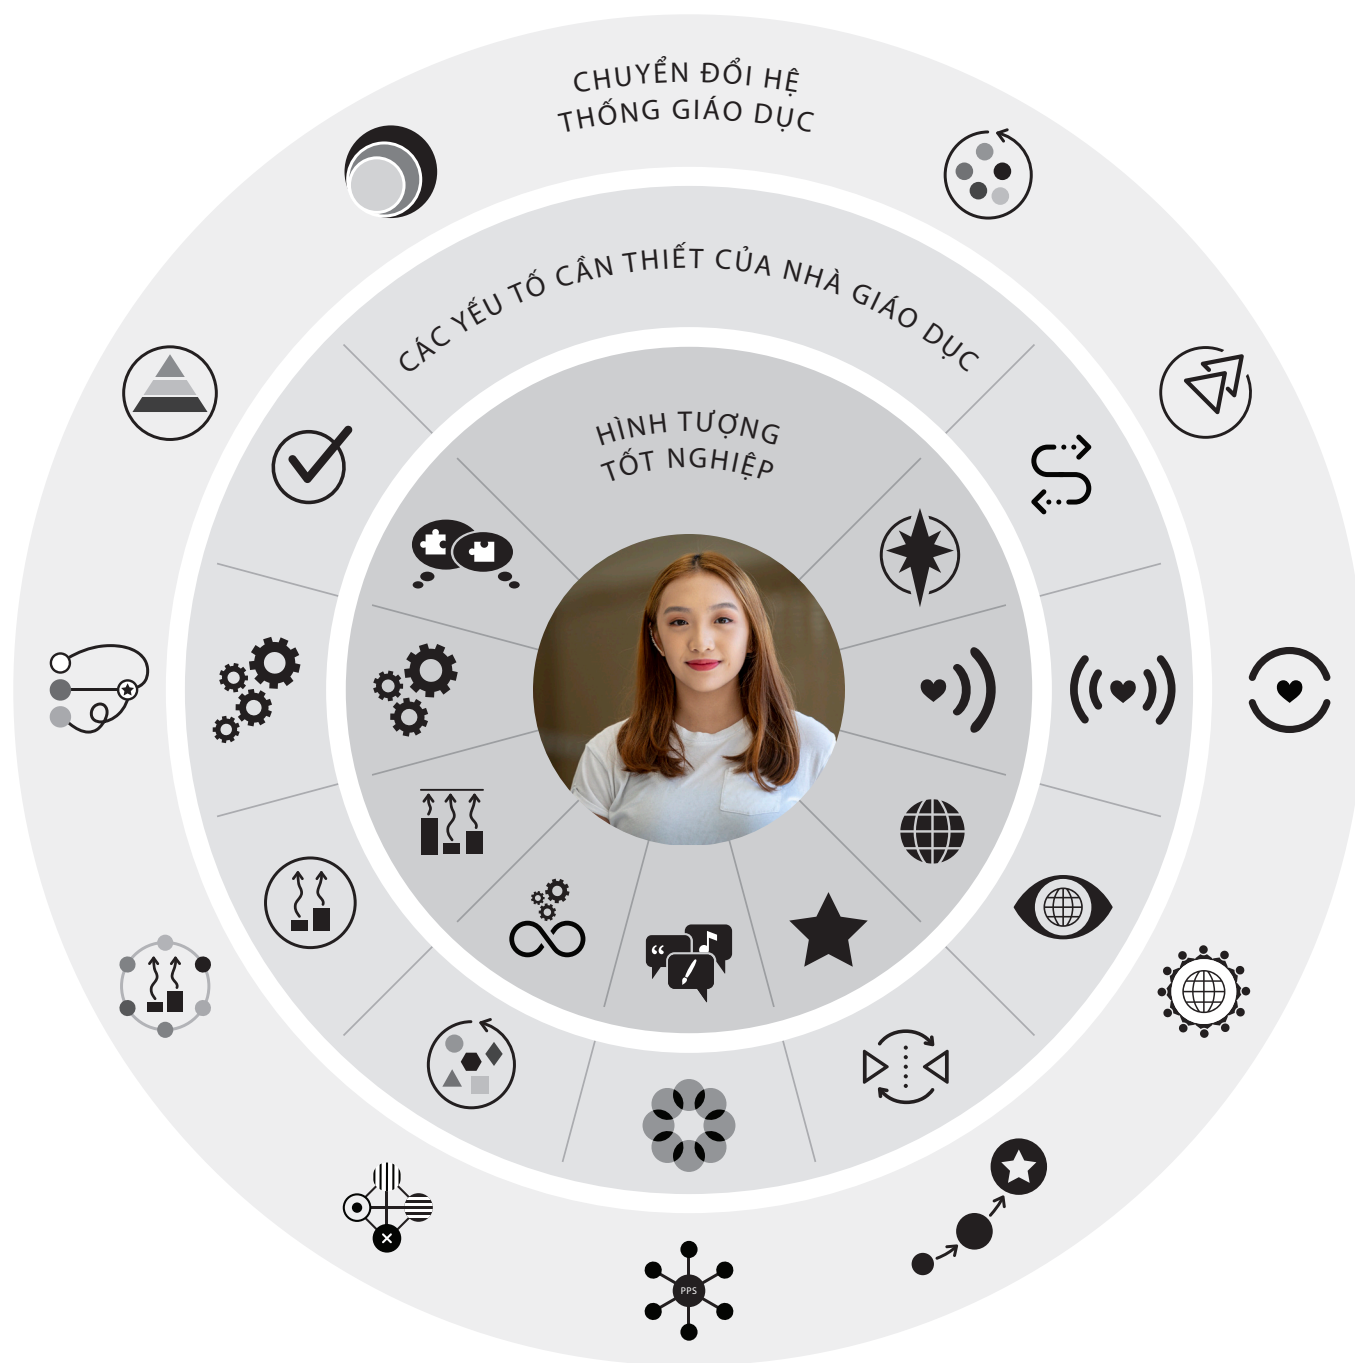 CHUYỂN ĐỔI HỆ
THỐNG GIÁO DỤC
CÁC YẾU TỐ CẦN THIẾT CỦA NHÀ GIÁO DỤC
HÌNH TƯỢNG
TỐT NGHIỆP
PPS